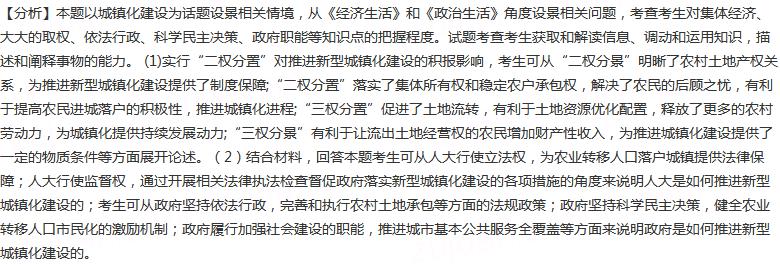 【分析】本题以城镇化建设为话题设景相关情境，从《经济生活》和《政治生活》角度设景相关问题，考查考生对集体经济、
大大的取权、依法行政、科学民主决策、政府职能等知识点的把握程度。试题考查考生获取和解读信息、调动和运用知识，描
述和阐释事物的能力。 (1)实行“二权分置”对推进新型城镇化建设的积报影响，考生可从“二权分景”明晰了农村土地产权关
系，为推进新型城镇化建设提供了制度保障;“二权分置”落实了集体所有权和稳定农户承包权，解决了农民的后顾之忧，有利
于提高农民进城落户的积极性，推进城镇化进程;“三权分置”促进了土地流转，有利于土地资源优化配置，释放了更多的农村
劳动力，为城镇化提供持续发展动力;“三权分景”有利于让流出土地经营权的农民增加财产性收入，为推进城镇化建设提供了
一定的物质条件等方面展开论述。（2）结合材料，回答本题考生可从人大行使立法权，为农业转移人口落户城镇提供法律保
障；人大行使监督权，通过开展相关法律执法检查督促政府落实新型城镇化建设的各项措施的角度来说明人大是如何推进新型
城镇化建设的；考生可从政府坚持依法行政，完善和执行农村土地承包等方面的法规政策；政府坚持科学民主决策，健全农业
转移人口市民化的激励机制；政府履行加强社会建设的职能，推进城市基本公共服务全覆盖等方面来说明政府是如何推进新型
城镇化建设的。